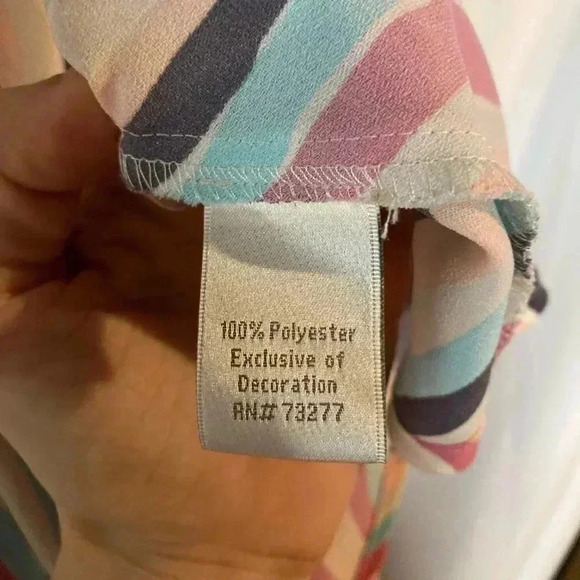 100% Polyester
Exclusive of
Decoration
RN# 73277